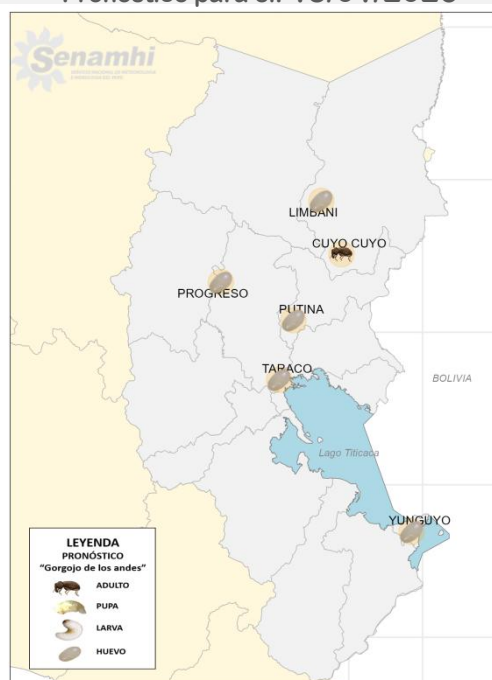 Senamhi
LIMBANI
CUYO CUYO
PROGRESO
PUTINA
TARACO
BOLIVIA
Lago Titicaca
YUNGUYO
LEYENDA
PRONÓSTICO
"Gorgojo de los andes"
ADULTO
PUPA
LARVA
HUEVO